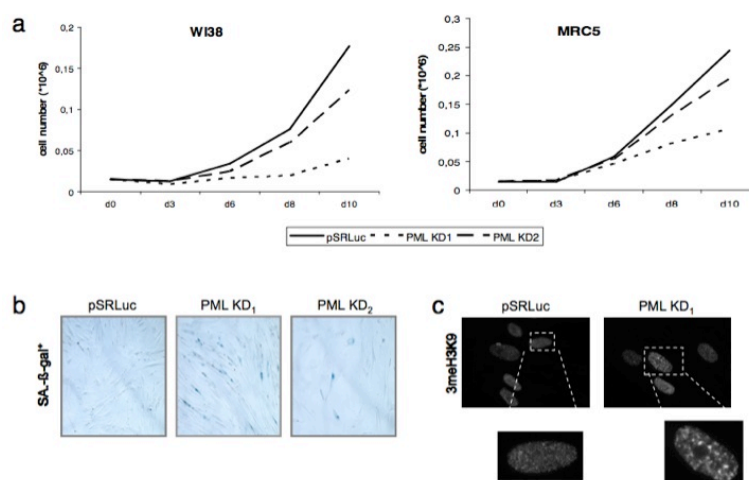 a
WI38
cell number (*10^6)
0,2
0,15
0,1
0,05
0
d0 d3 d6 d8 d10
MRC5
cell number (*10^6)
0,3
0,25
0,2
0,15
0,1
0,05
0
d0 d3 d6 d8 d10
pSRLuc PML KD1 PML KD2
b
pSRLuc PML KD1 PML KD2
SA.-ß-gal*
c
pSRLuc PML KD1
3meH3K9